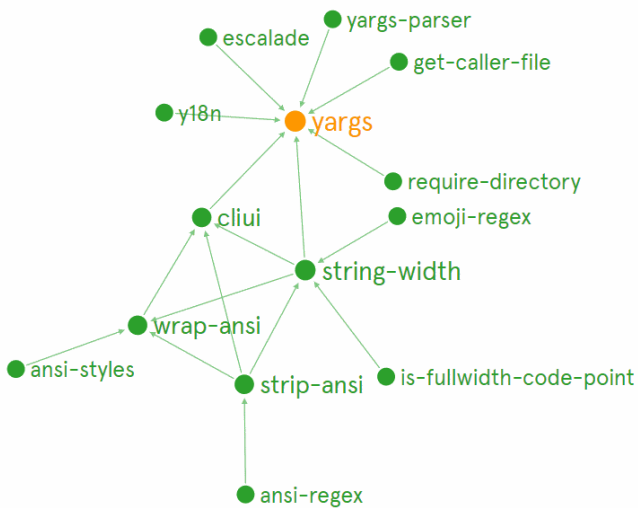 yargs-parser
escalade
get-caller-file
y18n
yargs
require-directory
emoji-regex
cliui
string-width
wrap-ansi
ansi-styles
is-fullwidth-code-point
strip-ansi
ansi-regex